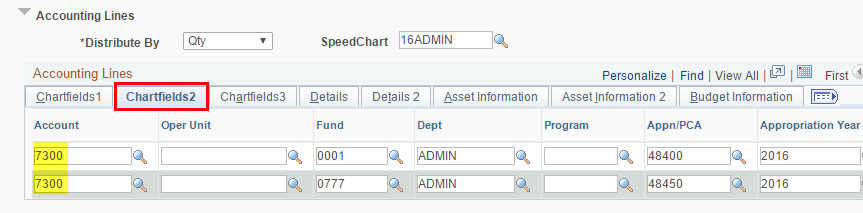 Accounting Lines
*Distribute By Qty SpeedChart 16ADMIN
Accounting Lines Personalize | Find | View All | | First
Chartfields1 Chartfields2 Chartfields3 Details Details 2 Asset Information Asset Information 2 Budget Information
Account Oper Unit Fund Dept Program Appn/PCA Appropriation Year
7300 0001 ADMIN 48400 2016
7300 0777 ADMIN 48450 2016